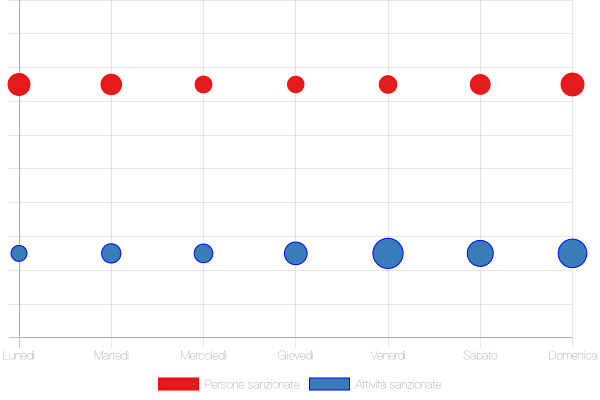 Lunedì Martedì Mercoledì Giovedì Venerdì Sabato Domenica
Persone sanzionate Attività sanzionate